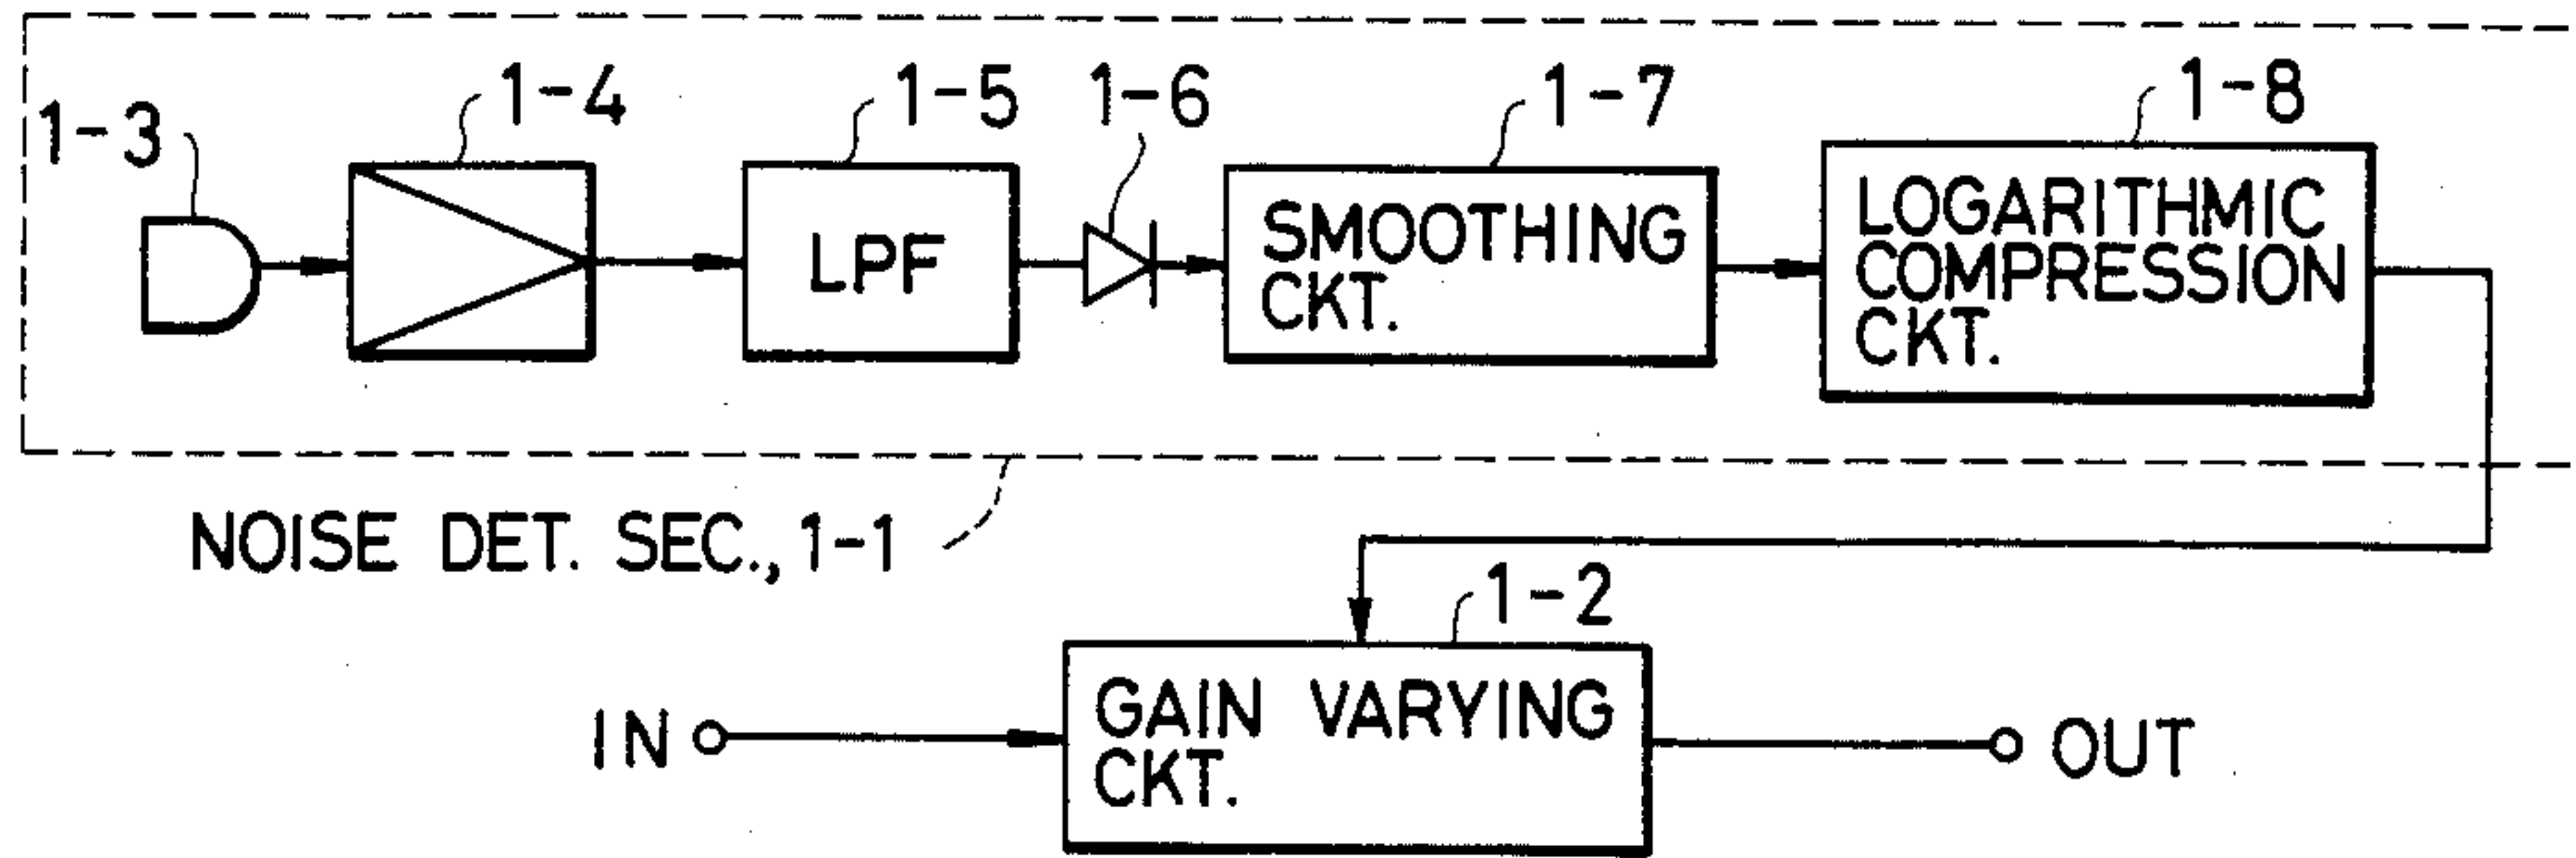 1-3
1-4
1-5
1-6
1-7
1-8
LPF
SMOOTHING
CKT.
LOGARITHMIC
COMPRESSION
CKT.
NOISE DET. SEC., 1-1
1-2
IN
GAIN VARYING
CKT.
OUT